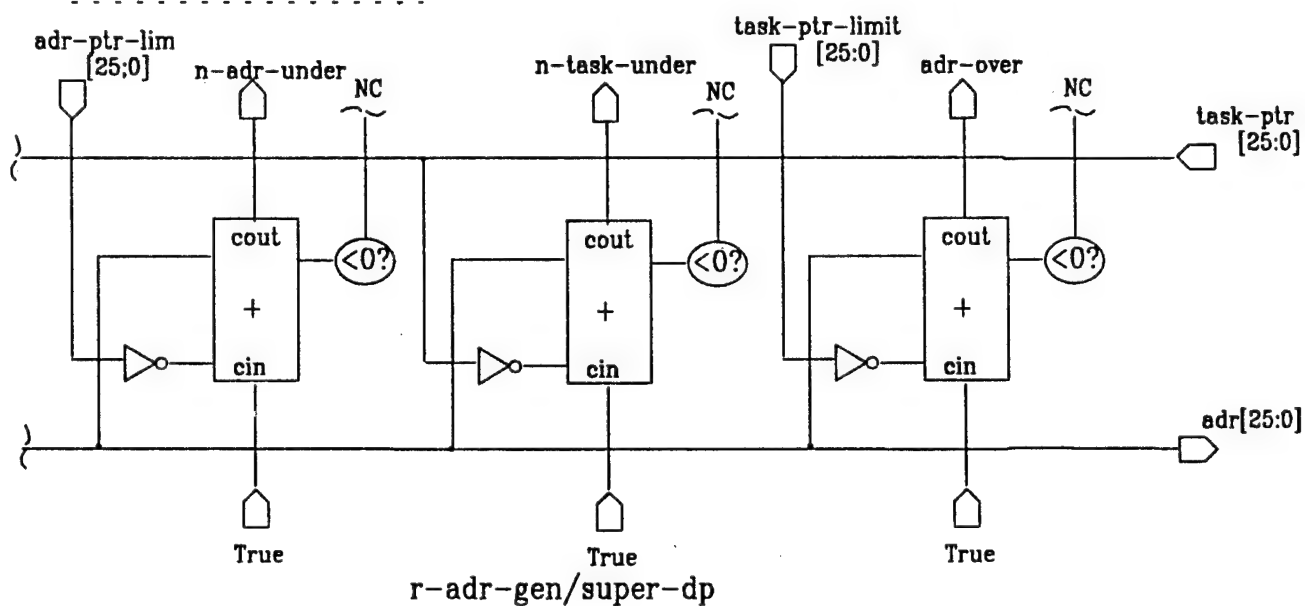 adr-ptr-lim
[25;0]
n-adr-under
NC
n-task-under
NC
task-ptr-limit
[25:0]
adr-over
NC
task-ptr
[25:0]
cout
<0?
+
cin
cout
<0?
+
cin
cout
<0?
+
cin
adr[25:0]
True
True
True
r-adr-gen/super-dp